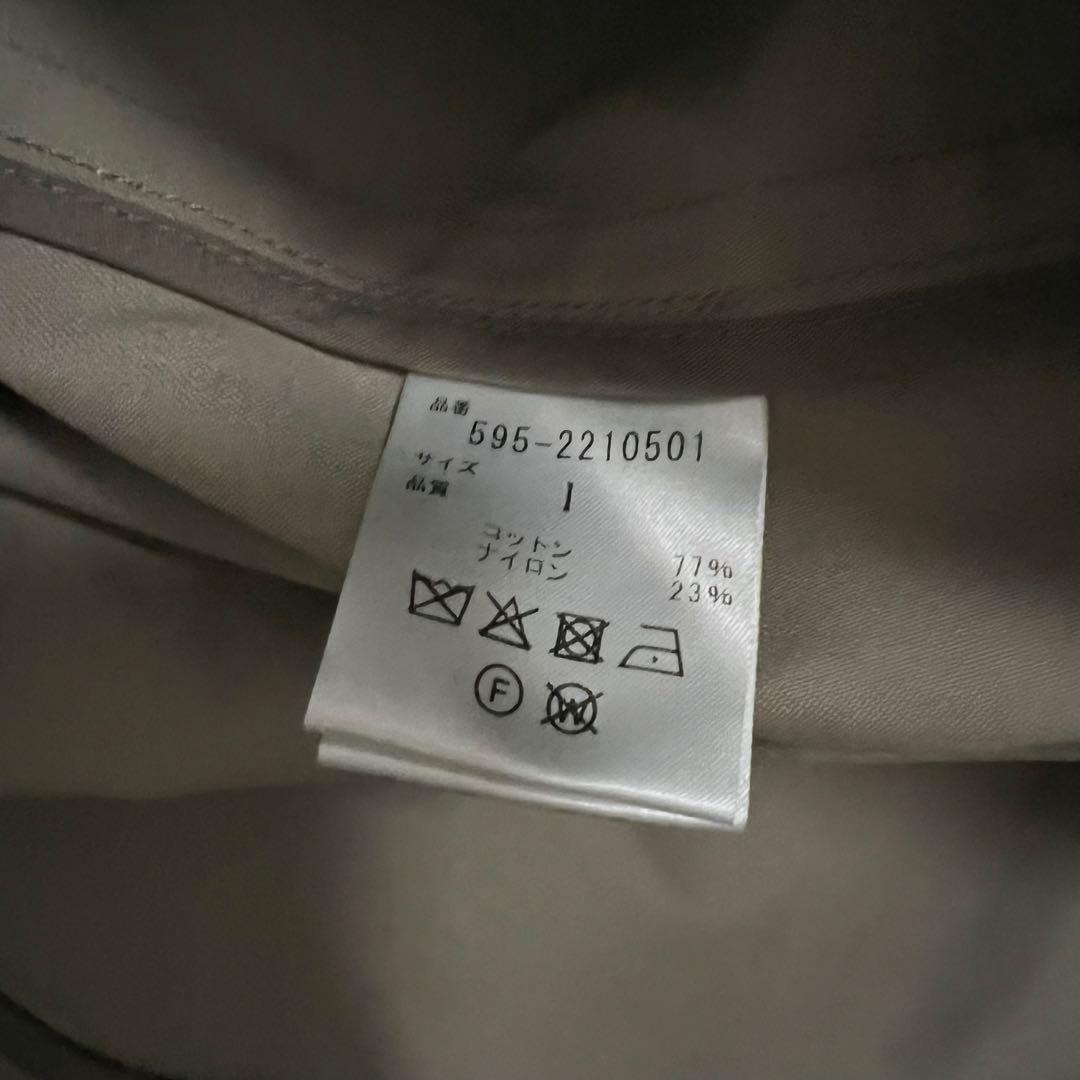 品番
595-2210501
サイズ
品質 1
コットン 77%
ナイロン 23%
F W